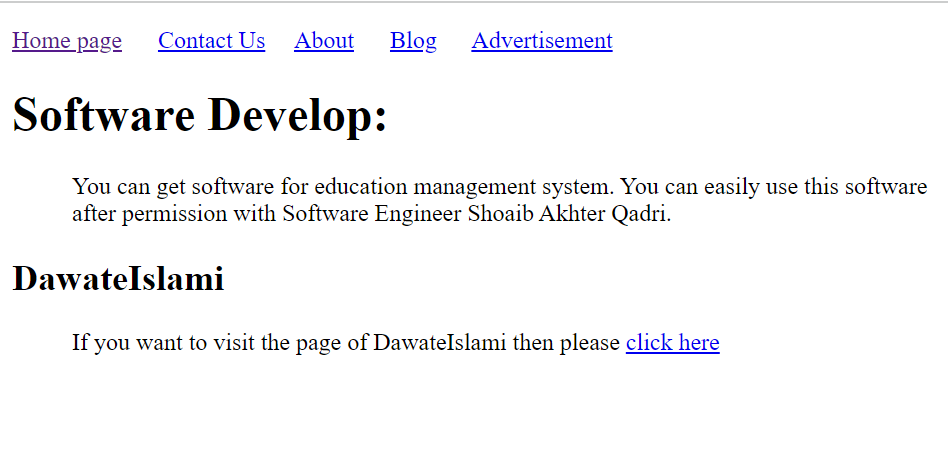 Home page Contact Us About Blog Advertisement
Software Develop:
You can get software for education management system. You can easily use this software
after permission with Software Engineer Shoaib Akhter Qadri.
DawateIslami
If you want to visit the page of DawateIslami then please click here